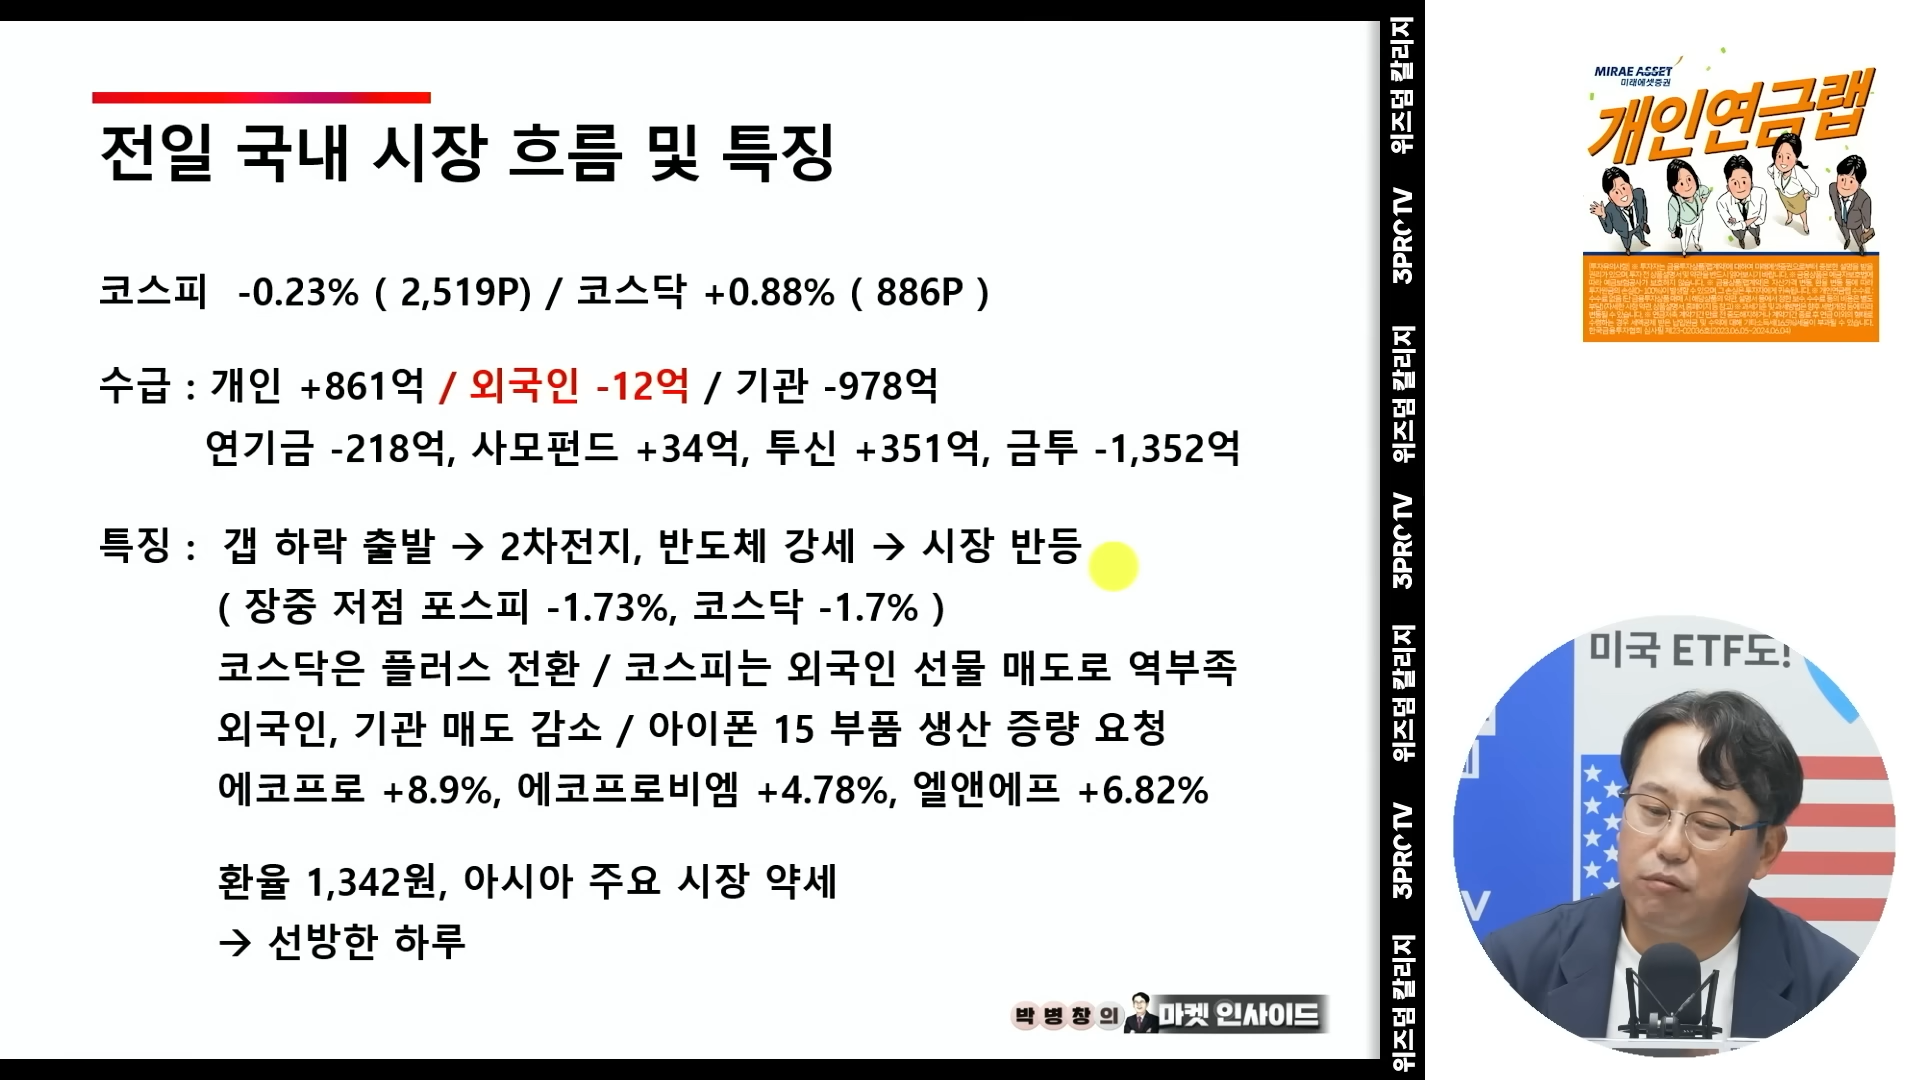 전일 국내 시장 흐름 및 특징
코스피 -0.23% ( 2,519P) / 코스닥 +0.88% ( 886P )
수급 : 개인 +861억 / 외국인 -12억 / 기관 -978억
연기금 -218억, 사모펀드 +34억, 투신 +351억, 금투 -1,352억
특징 : 갭 하락 출발 → 2차전지, 반도체 강세 → 시장 반등
( 장중 저점 포스피 -1.73%, 코스닥 -1.7% )
코스닥은 플러스 전환 / 코스피는 외국인 선물 매도로 역부족
외국인, 기관 매도 감소 / 아이폰 15 부품 생산 증량 요청
에코프로 +8.9%, 에코프로비엠 +4.78%, 엘앤에프 +6.82%
환율 1,342원, 아시아 주요 시장 약세
→ 선방한 하루
박병창의 마켓 인사이드
위즈덤 칼리지
3PROTV
위즈덤 칼리지
3PROTV
위즈덤 칼리지
3PROTV
위즈덤 칼리지
MIRAE ASSET
미래에셋증권
개인연금랩
미국 ETF도!
V